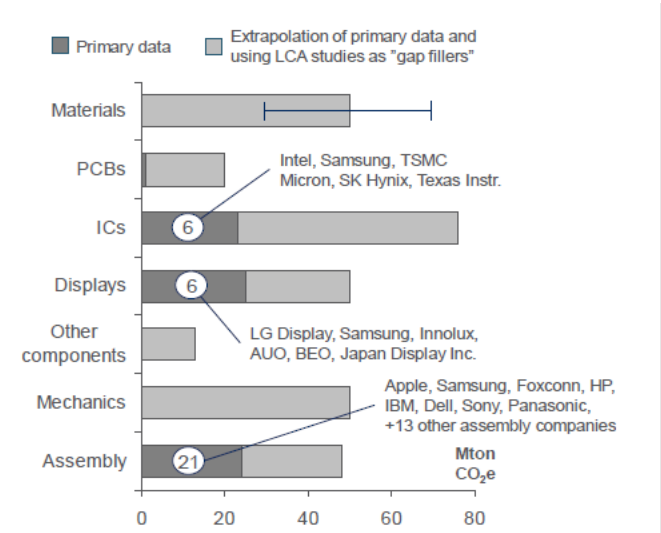 Primary data
Extrapolation of primary data and
using LCA studies as "gap fillers"
Materials
PCBs
Intel, Samsung, TSMC
Micron, SK Hynix, Texas Instr.
ICs
6
Displays
6
Other
components
LG Display, Samsung, Innolux,
AUO, BEO, Japan Display Inc.
Mechanics
Apple, Samsung, Foxconn, HP,
IBM, Dell, Sony, Panasonic,
+13 other assembly companies
Assembly
21
Mton
CO₂e
0 20 40 60 80